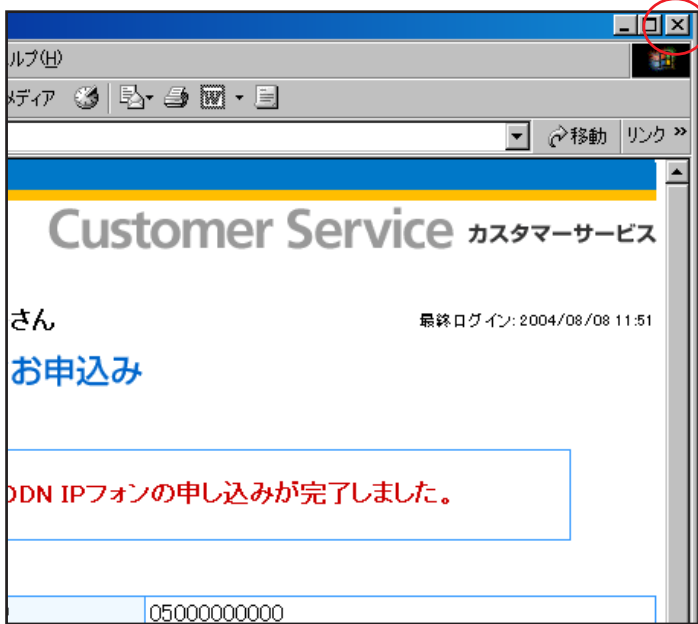 ルプ(H)
メディア
移動 リンク »
Customer Service カスタマーサービス
さん
最終ログイン: 2004/08/08 11:51
お申込み
DN IPフォンの申し込みが完了しました。
05000000000